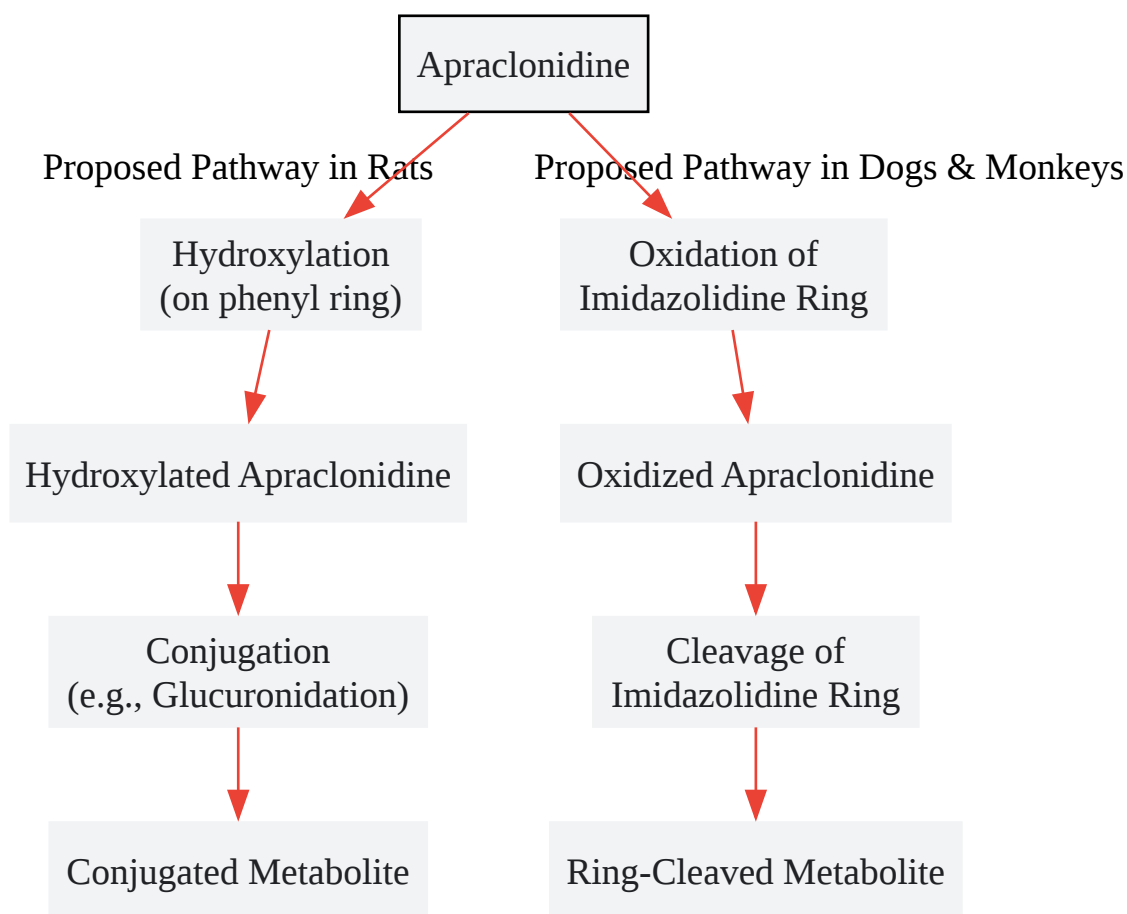 Apraclonidine
Proposed Pathway in Rats
Proposed Pathway in Dogs & Monkeys
Hydroxylation
(on phenyl ring)
Oxidation of
Imidazolidine Ring
Hydroxylated Apraclonidine
Oxidized Apraclonidine
Conjugation
(e.g., Glucuronidation)
Cleavage of
Imidazolidine Ring
Conjugated Metabolite
Ring-Cleaved Metabolite